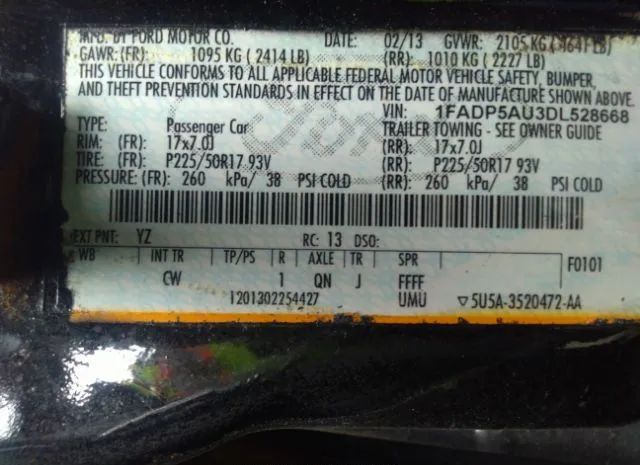 MFD. BY FORD MOTOR CO. DATE: 02/13 GVWR: 2105 KG ( 4641 LB)
GAWR: (FR): 1095 KG ( 2414 LB) (RR): 1010 KG ( 2227 LB)
THIS VEHICLE CONFORMS TO ALL APPLICABLE FEDERAL MOTOR VEHICLE SAFETY, BUMPER,
AND THEFT PREVENTION STANDARDS IN EFFECT ON THE DATE OF MANUFACTURE SHOWN ABOVE.
VIN: 1FADP5AU3DL528668
TYPE: Passenger Car TRAILER TOWING - SEE OWNER GUIDE
RIM: (FR): 17x7.0J (RR): 17x7.0J
TIRE: (FR): P225/50R17 93V (RR): P225/50R17 93V
PRESSURE: (FR): 260 kPa/ 38 PSI COLD (RR): 260 kPa/ 38 PSI COLD
EXT PNT: YZ RC: 13 DSO:
WB INT TR TP/PS R AXLE TR SPR F0101
CW 1 QN J FFFF
1201302254427 UMU ▽5U5A-3520472-AA